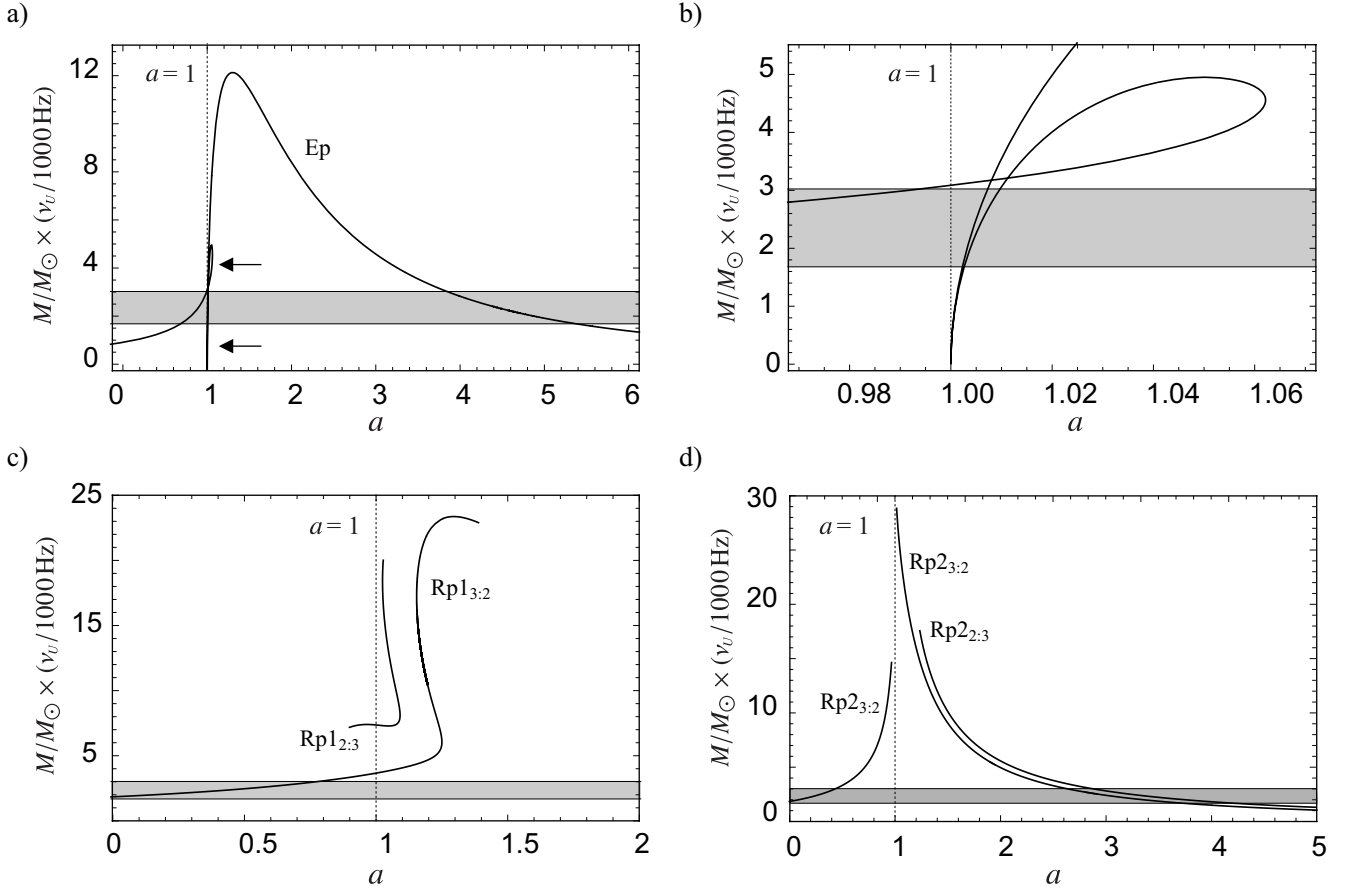 a)
M/M☉ × (νU/1000Hz)
12
8
4
0
a = 1
Ep
0 1 2 3 4 5 6
a
b)
M/M☉ × (νU/1000Hz)
5
4
3
2
1
0
a = 1
0.98 1.00 1.02 1.04 1.06
a
c)
M/M☉ × (νU/1000Hz)
25
15
5
a = 1
Rp13:2
Rp12:3
0 0.5 1 1.5 2
a
d)
M/M☉ × (νU/1000Hz)
30
20
10
0
a = 1
Rp23:2
Rp22:3
Rp23:2
0 1 2 3 4 5
a